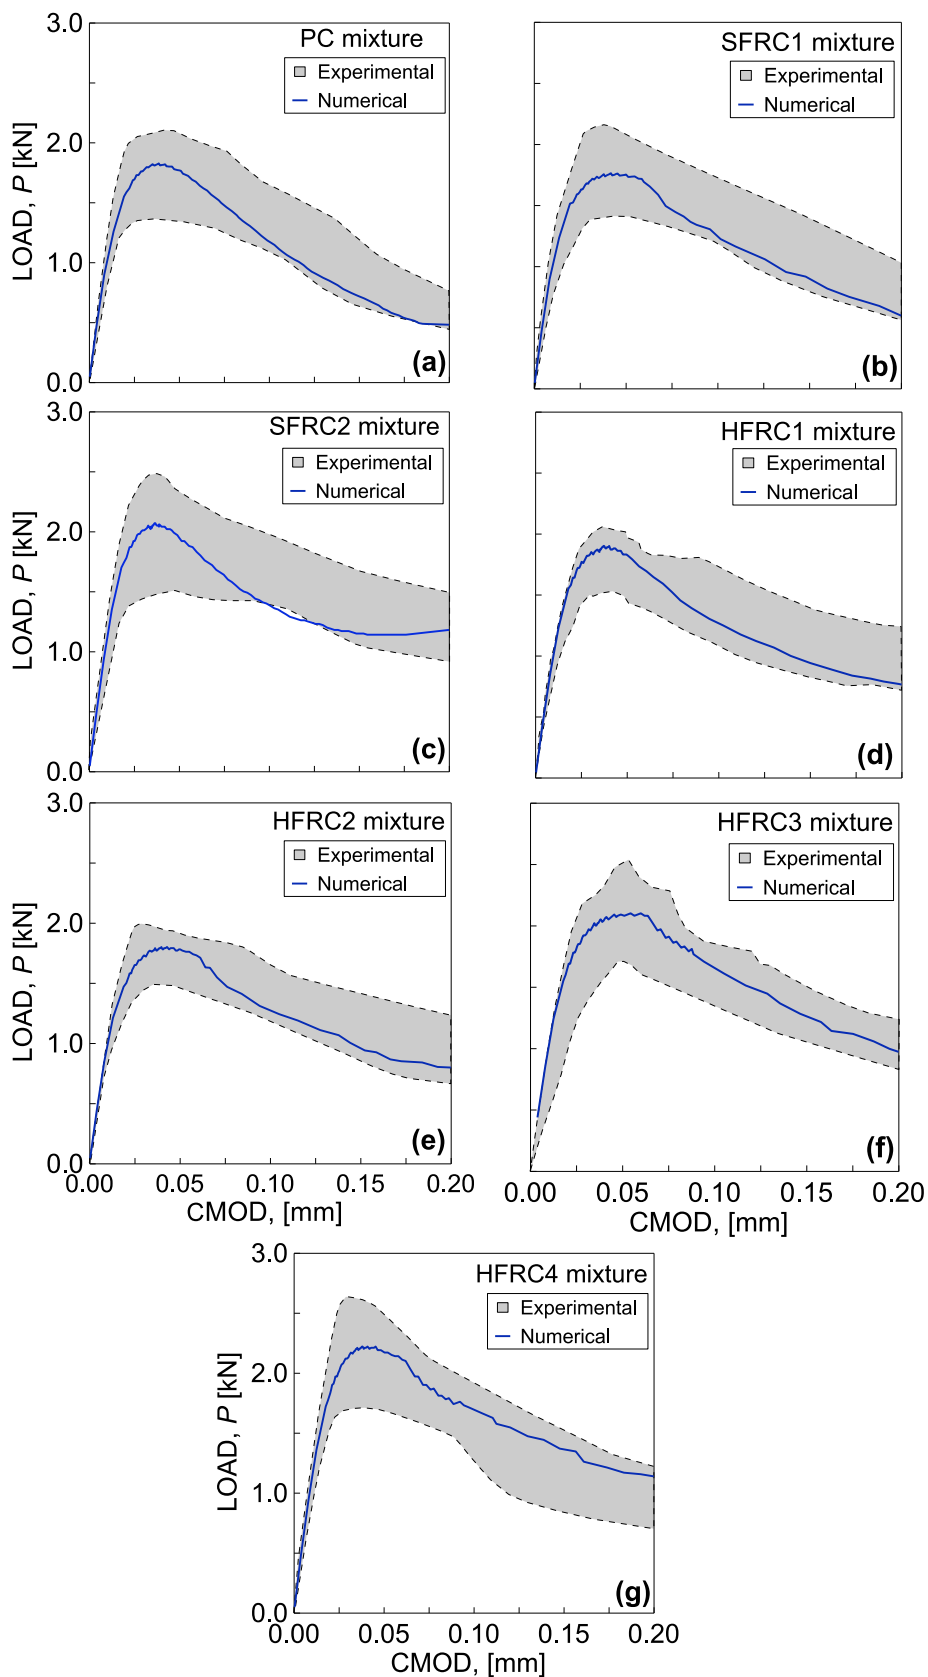 3.0
2.0
1.0
0.0
LOAD, P [kN]
PC mixture
Experimental
Numerical
(a)
SFRC1 mixture
Experimental
Numerical
(b)
3.0
2.0
1.0
0.0
LOAD, P [kN]
SFRC2 mixture
Experimental
Numerical
(c)
HFRC1 mixture
Experimental
Numerical
(d)
3.0
2.0
1.0
0.0
LOAD, P [kN]
HFRC2 mixture
Experimental
Numerical
(e)
0.00 0.05 0.10 0.15 0.20
CMOD, [mm]
HFRC3 mixture
Experimental
Numerical
(f)
0.00 0.05 0.10 0.15 0.20
CMOD, [mm]
3.0
2.0
1.0
0.0
LOAD, P [kN]
HFRC4 mixture
Experimental
Numerical
(g)
0.00 0.05 0.10 0.15 0.20
CMOD, [mm]